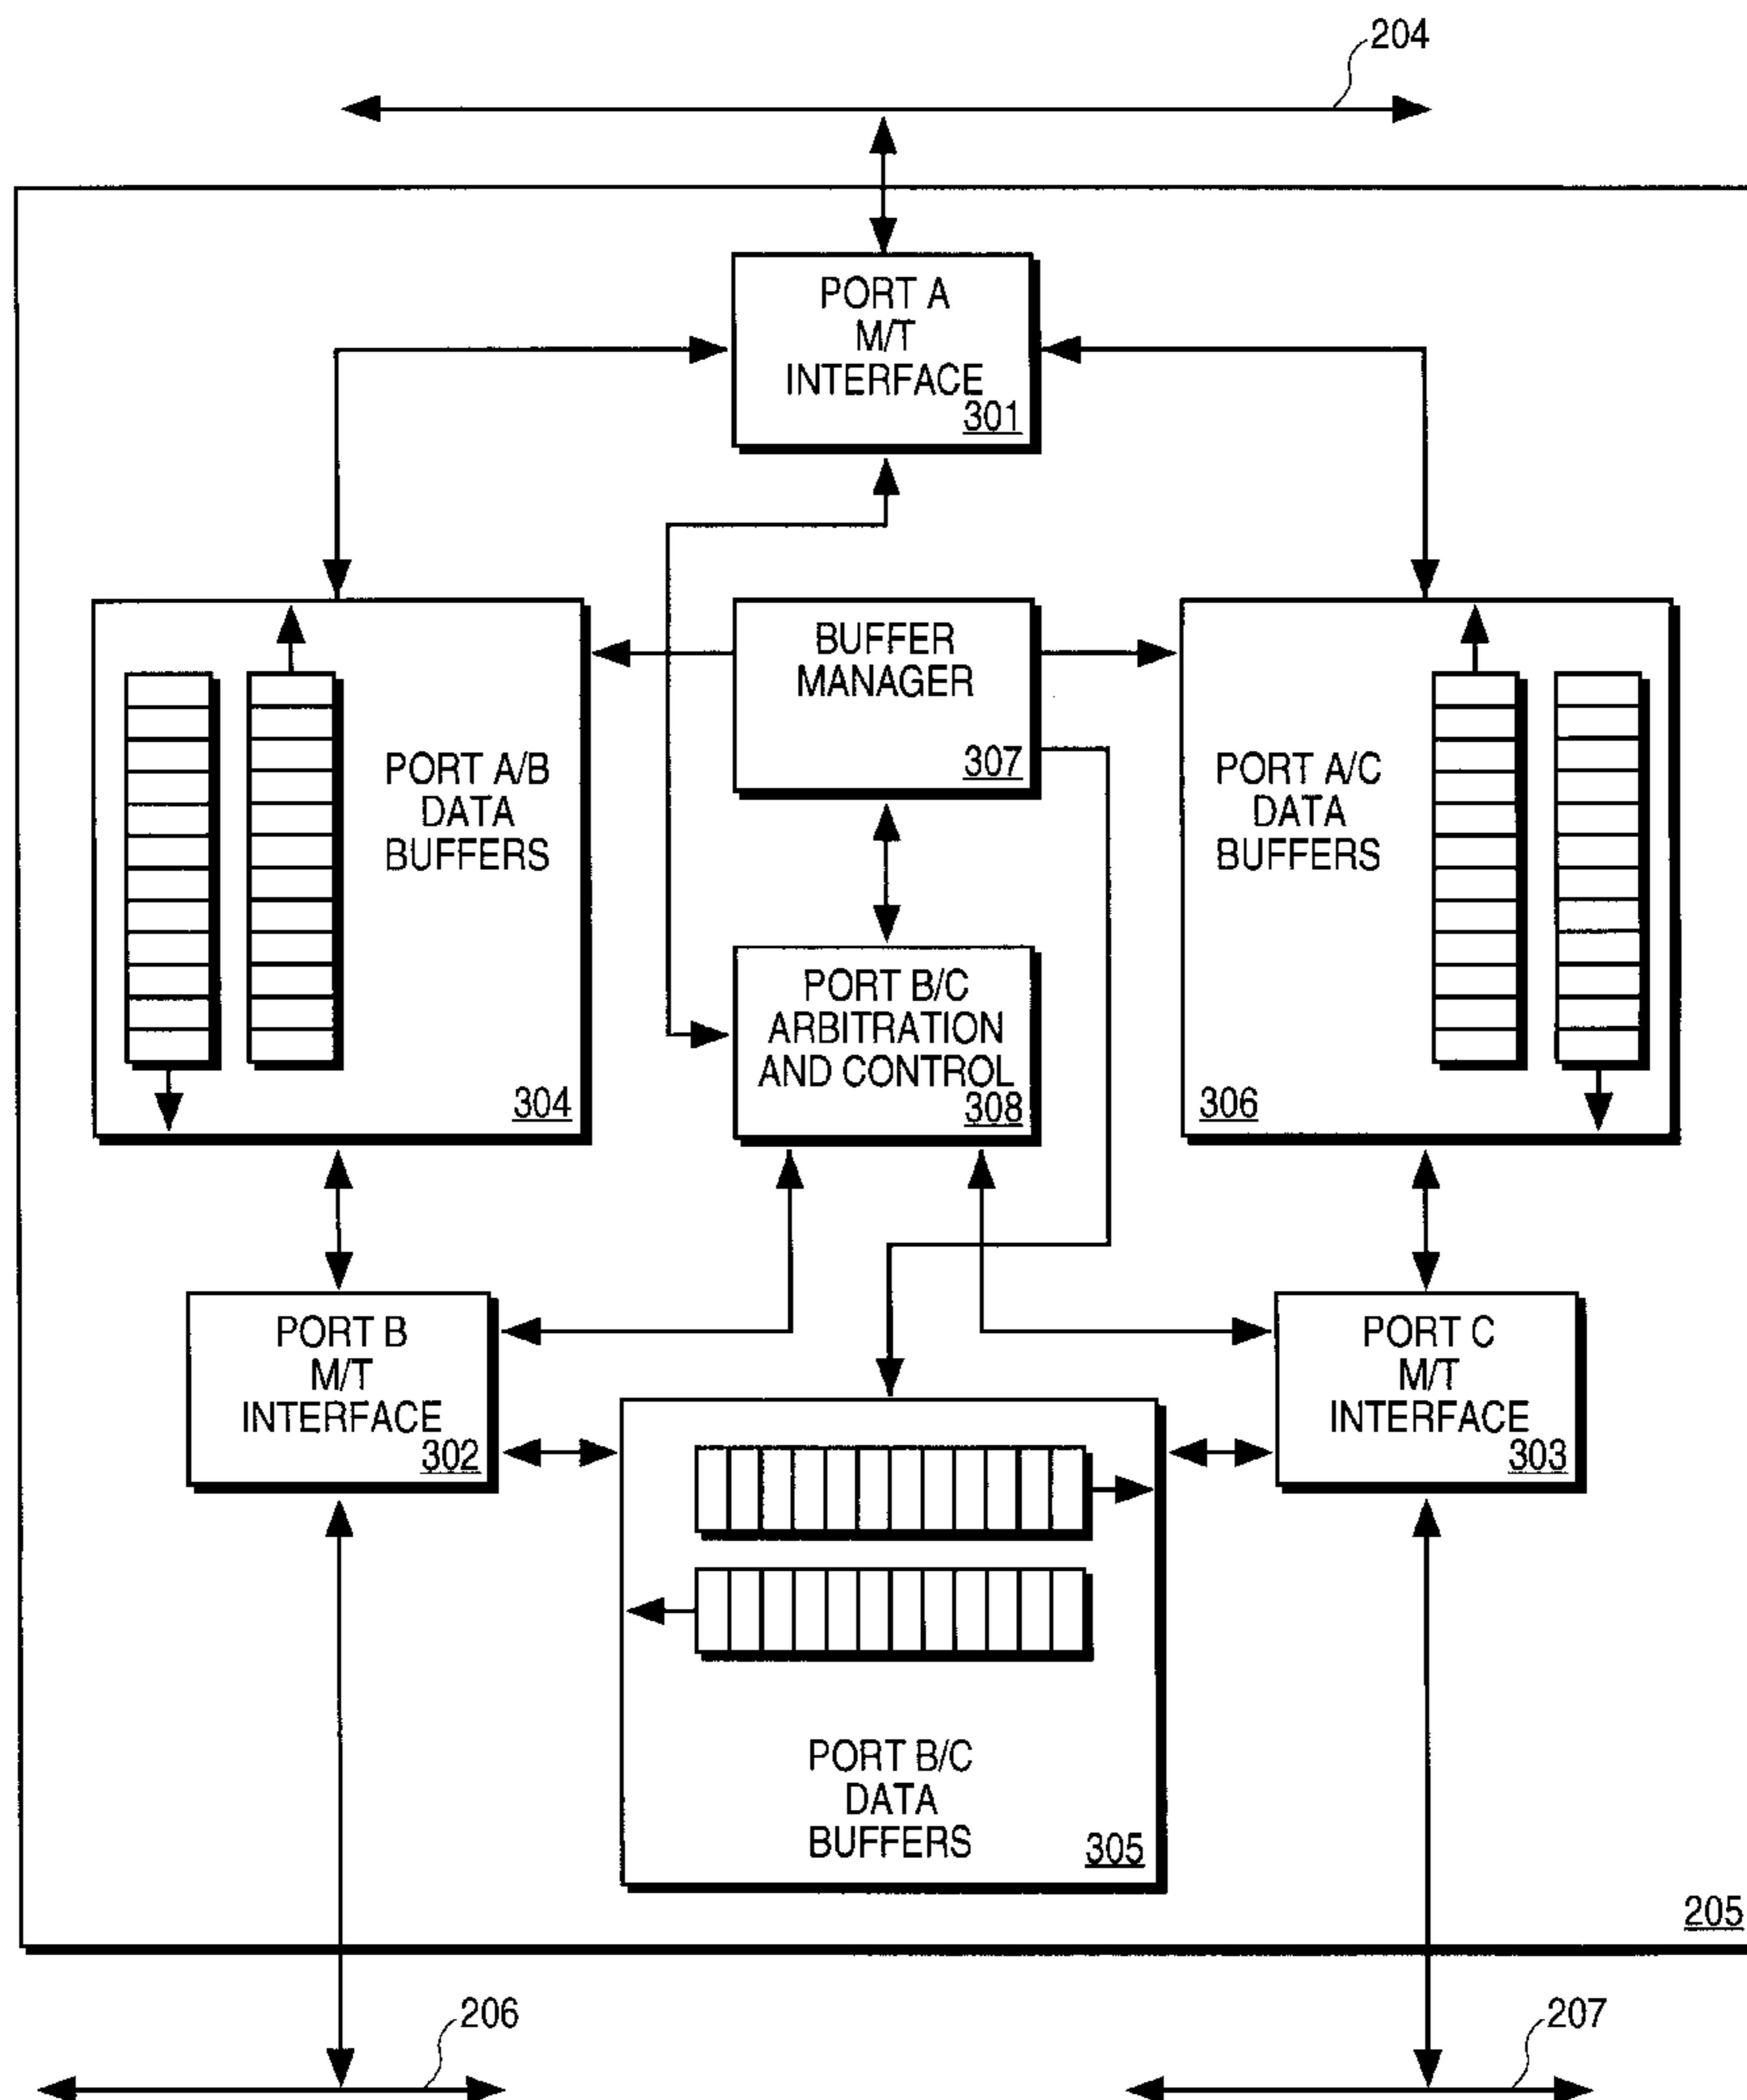 204
PORT A
M/T
INTERFACE
301
BUFFER
MANAGER
307
PORT A/B
DATA
BUFFERS
304
PORT A/C
DATA
BUFFERS
306
PORT B/C
ARBITRATION
AND CONTROL
308
PORT B
M/T
INTERFACE
302
PORT C
M/T
INTERFACE
303
PORT B/C
DATA
BUFFERS
305
205
206
207